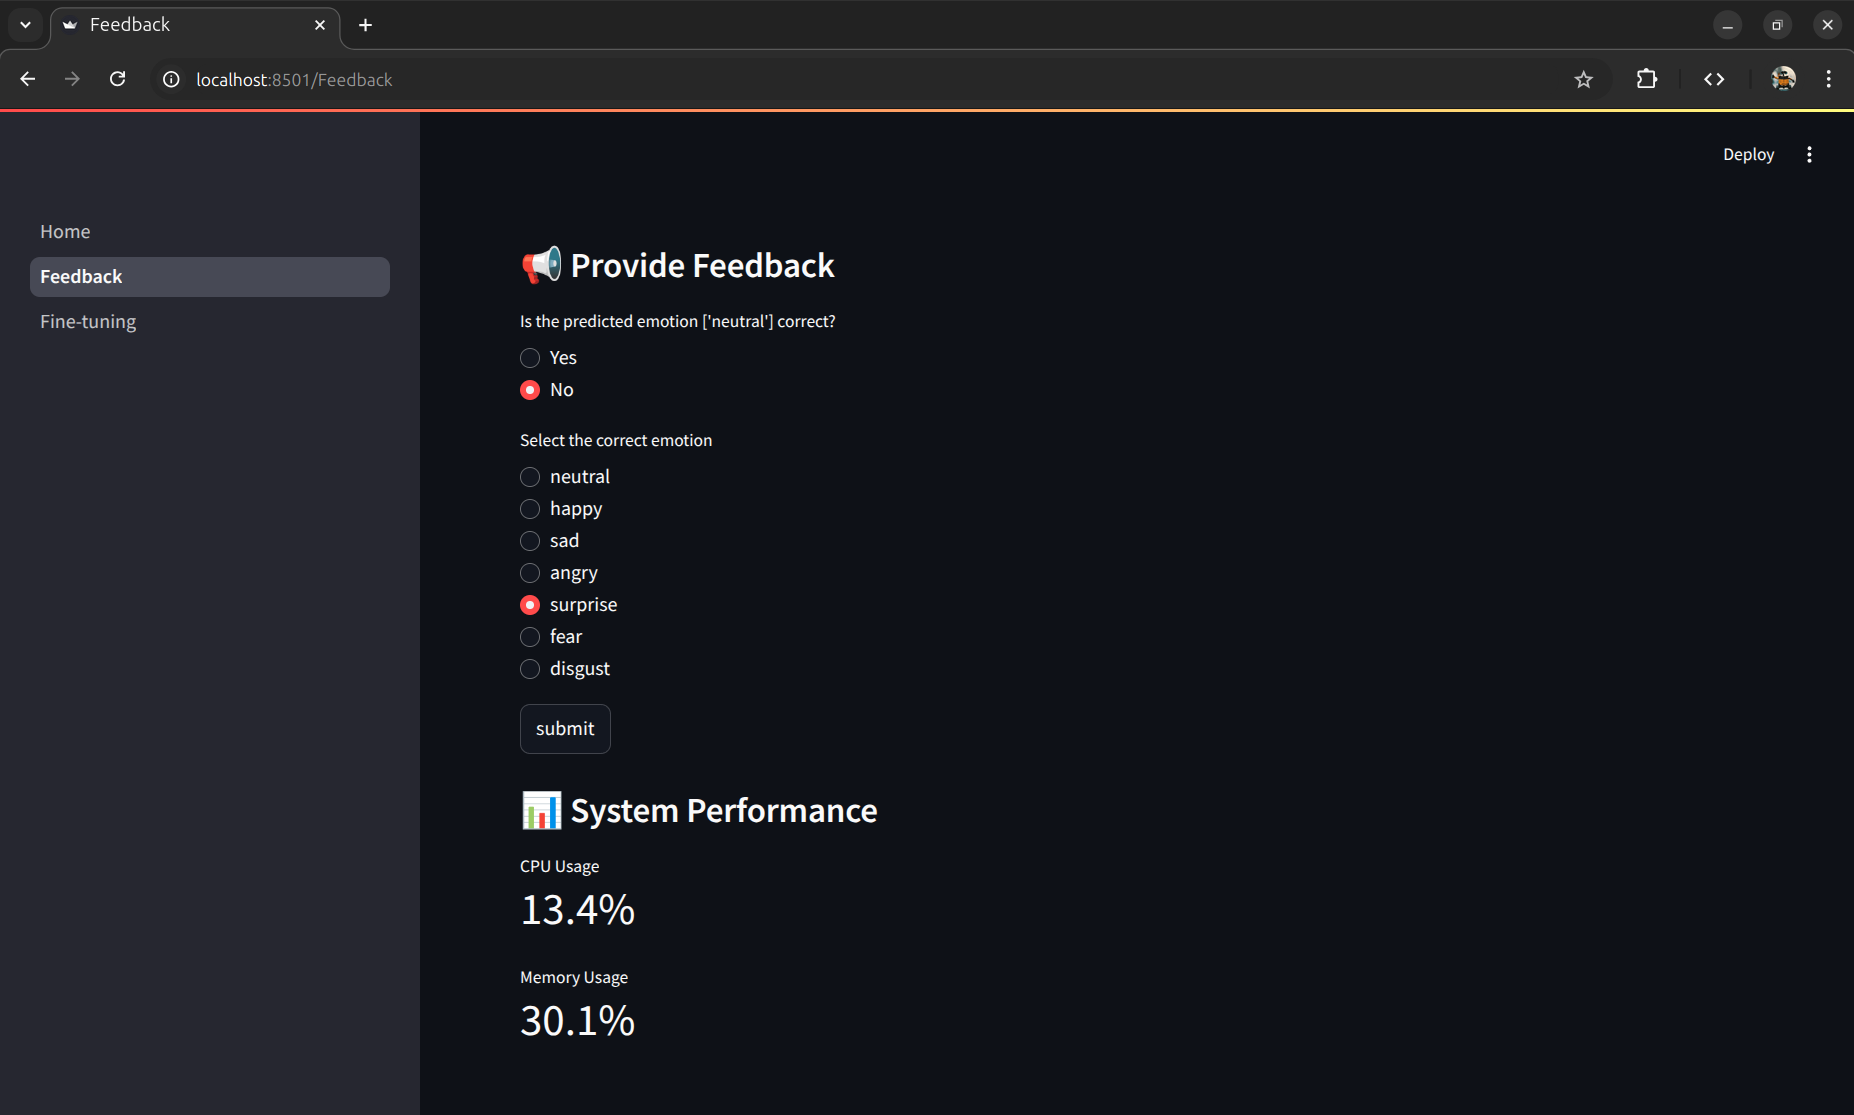 Feedback
localhost:8501/Feedback
Deploy
Home
Feedback
Fine-tuning
📢 Provide Feedback
Is the predicted emotion ['neutral'] correct?
Yes
No
Select the correct emotion
neutral
happy
sad
angry
surprise
fear
disgust
submit
📊 System Performance
CPU Usage
13.4%
Memory Usage
30.1%